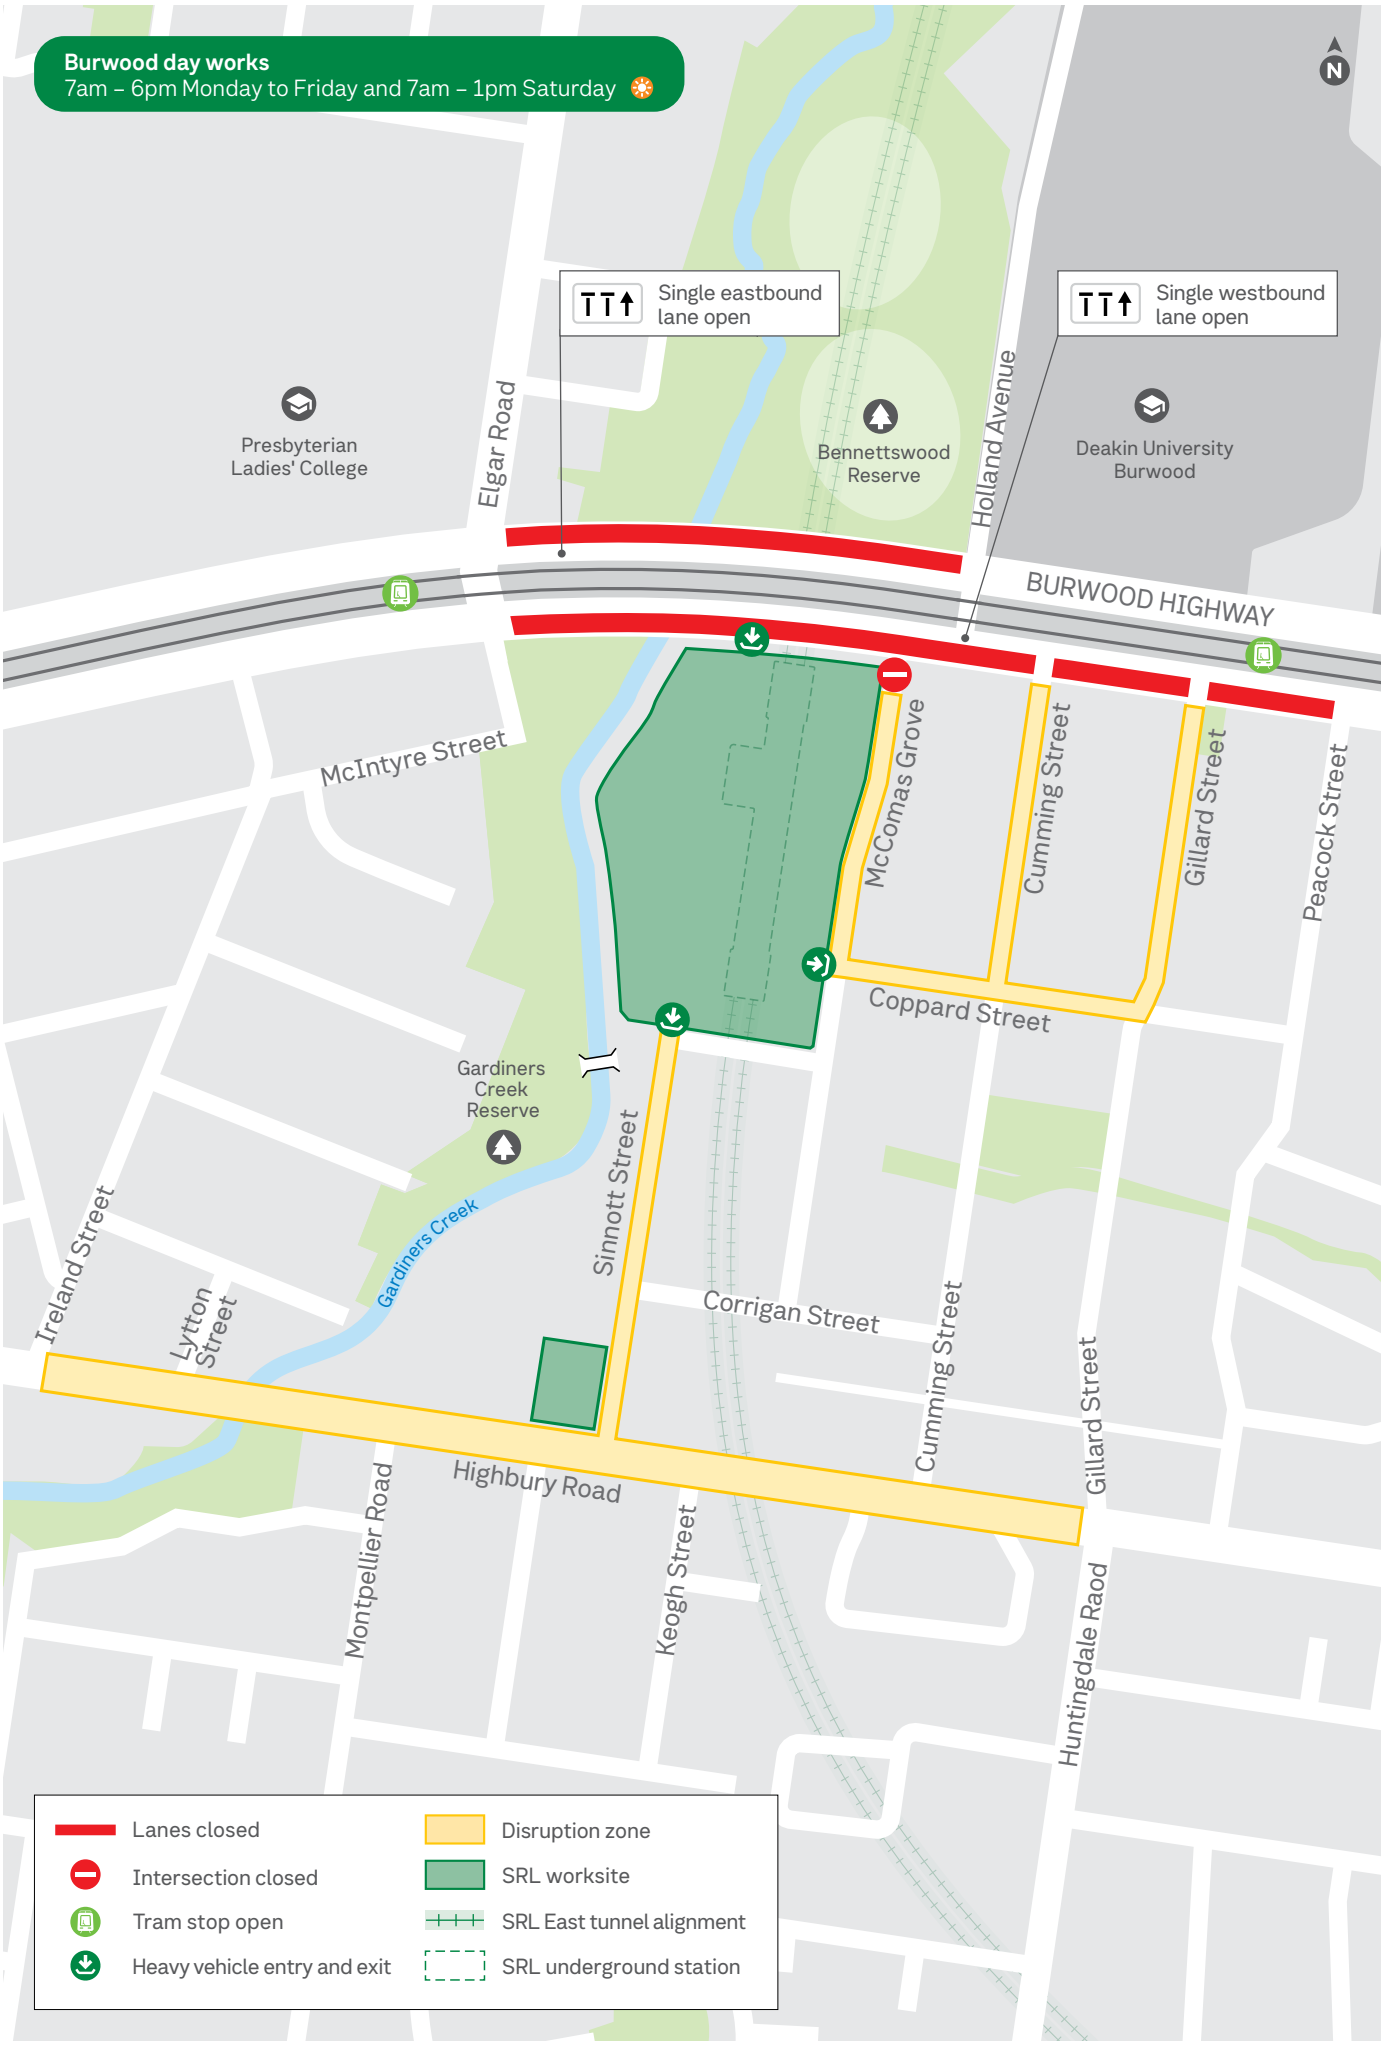 Burwood day works
7am – 6pm Monday to Friday and 7am – 1pm Saturday
N
Single eastbound
lane open
Single westbound
lane open
Presbyterian
Ladies' College
Elgar Road
Bennettswood
Reserve
Holland Avenue
Deakin University
Burwood
BURWOOD HIGHWAY
McIntyre Street
McComas Grove
Cumming Street
Gillard Street
Peacock Street
Coppard Street
Gardiners
Creek
Reserve
Sinnott Street
Gardiners Creek
Ireland Street
Lytton
Street
Corrigan Street
Cumming Street
Gillard Street
Highbury Road
Montpellier Road
Keogh Street
Huntingdale Raod
Lanes closed
Intersection closed
Tram stop open
Heavy vehicle entry and exit
Disruption zone
SRL worksite
SRL East tunnel alignment
SRL underground station